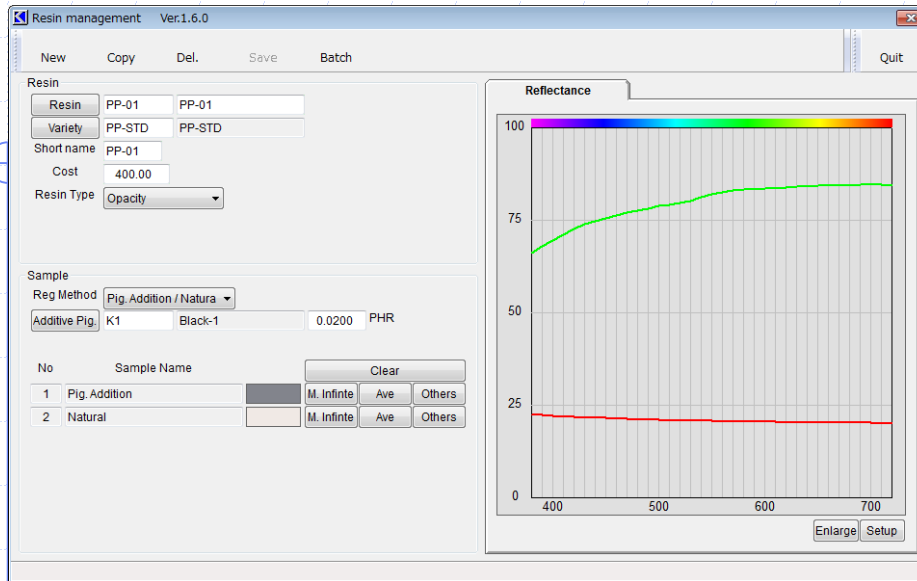 Resin management Ver.1.6.0
New Copy Del. Save Batch Quit
Resin
Resin PP-01 PP-01
Variety PP-STD PP-STD
Short name PP-01
Cost 400.00
Resin Type Opacity
Sample
Reg Method Pig. Addition / Natura
Additive Pig. K1 Black-1 0.0200 PHR
No Sample Name Clear
1 Pig. Addition M. Infinte Ave Others
2 Natural M. Infinte Ave Others
Reflectance
100
75
50
25
0
400 500 600 700
Enlarge Setup